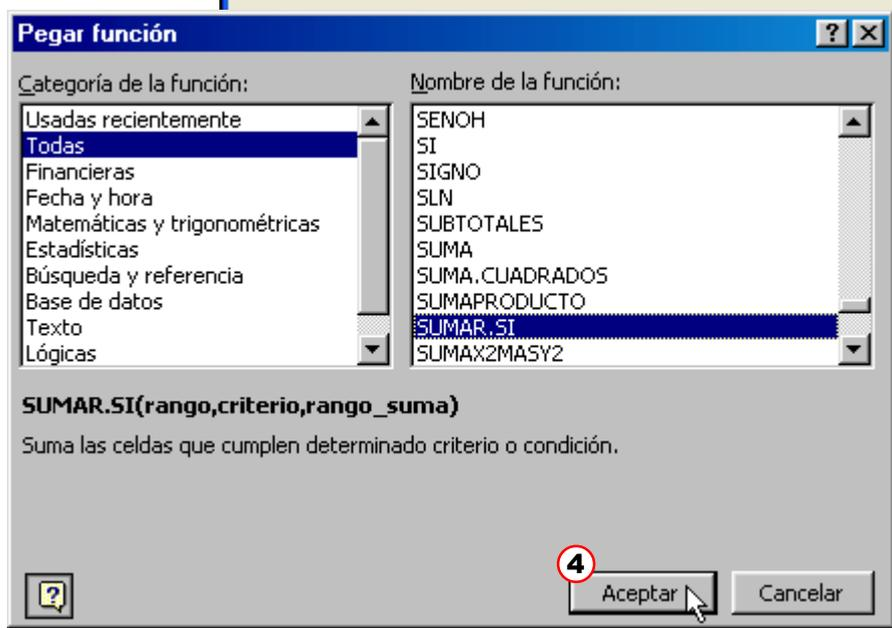 Pegar función
Categoría de la función:
Usadas recientemente
Todas
Financieras
Fecha y hora
Matemáticas y trigonométricas
Estadísticas
Búsqueda y referencia
Base de datos
Texto
Lógicas
Nombre de la función:
SENOH
SI
SIGNO
SLN
SUBTOTALES
SUMA
SUMA.CUADRADOS
SUMAPRODUCTO
SUMAR.SI
SUMAX2MASY2
SUMAR.SI(rango,criterio,rango_suma)
Suma las celdas que cumplen determinado criterio o condición.
4
Aceptar
Cancelar